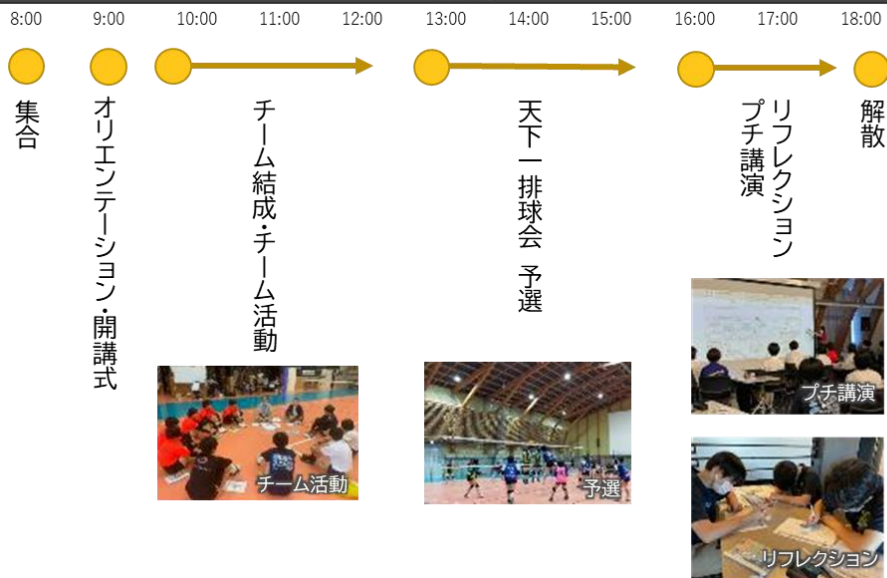 8:00
9:00
10:00
11:00
12:00
13:00
14:00
15:00
16:00
17:00
18:00
集合
オリエンテーション・開講式
チーム結成・チーム活動
天下一排球会 予選
リフレクション
プチ講演
解散
チーム活動
予選
プチ講演
リフレクション